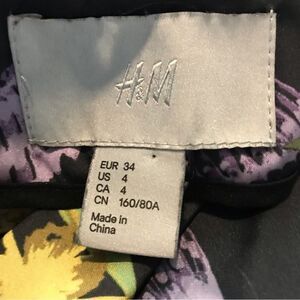 H&M
EUR 34
US 4
CA 4
CN 160/80A
Made in
China